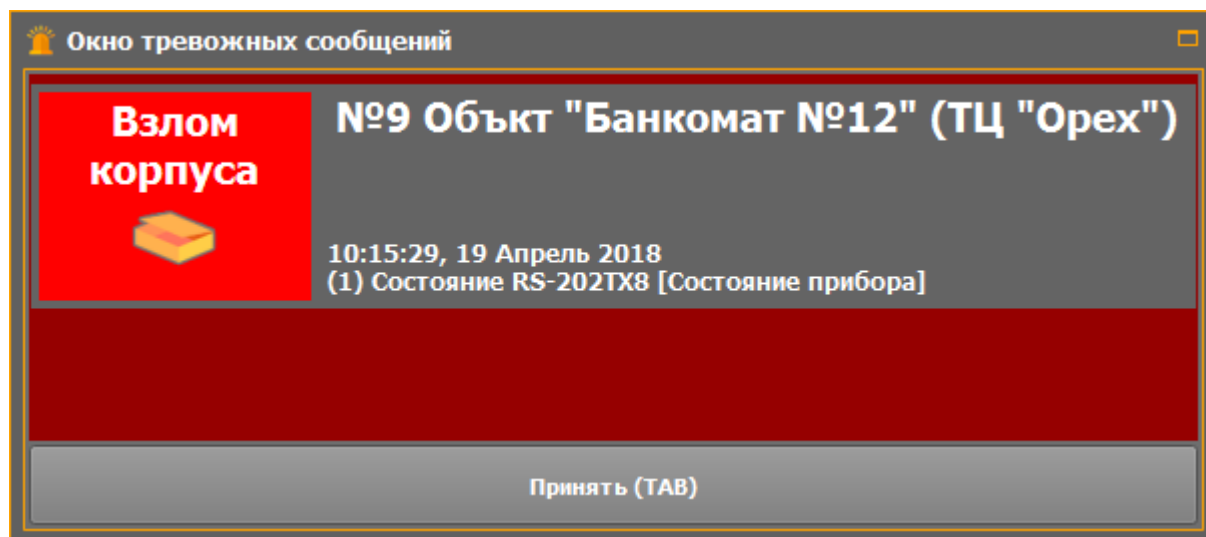 Окно тревожных сообщений
Взлом
корпуса
№9 Объкт "Банкомат №12" (ТЦ "Орех")
10:15:29, 19 Апрель 2018
(1) Состояние RS-202TX8 [Состояние прибора]
Принять (TAB)